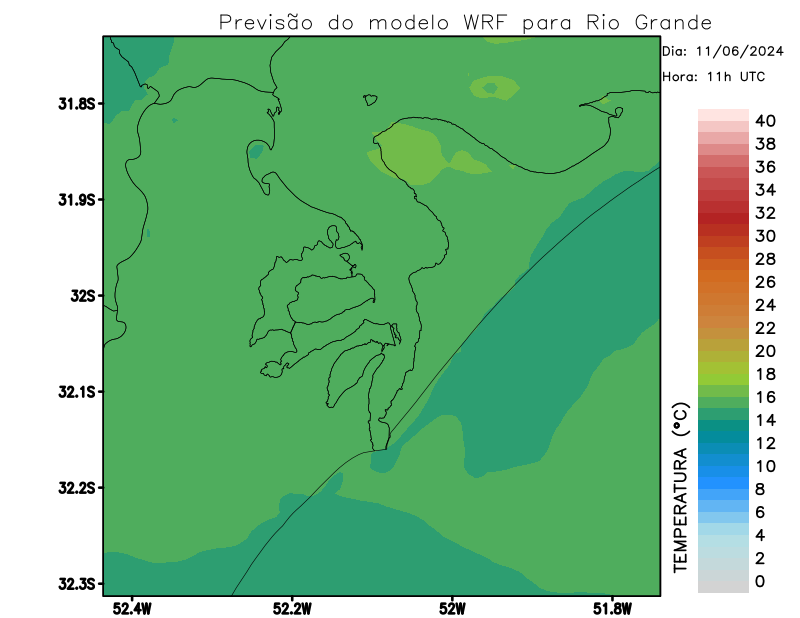 Previsão do modelo WRF para Rio Grande
Dia: 11/06/2024
Hora: 11h UTC
31.8S
31.9S
32S
32.1S
32.2S
32.3S
52.4W
52.2W
52W
51.8W
TEMPERATURA (°C)
40
38
36
34
32
30
28
26
24
22
20
18
16
14
12
10
8
6
4
2
0